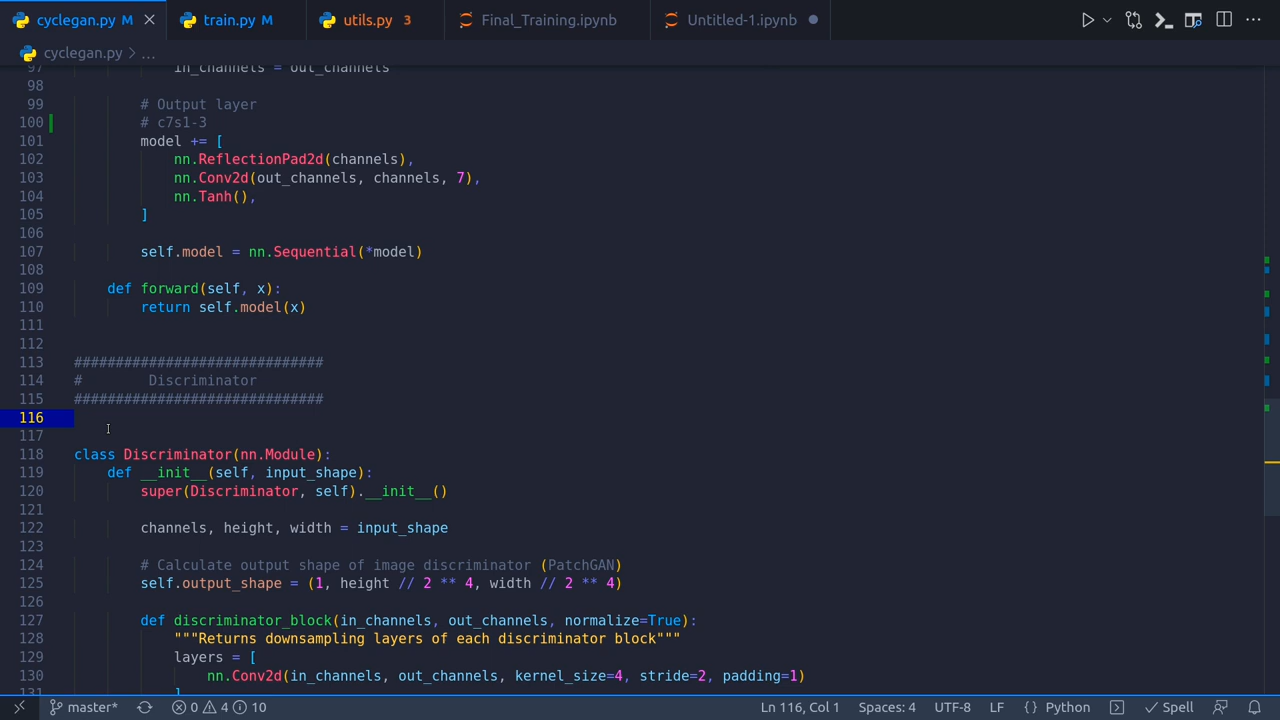 cyclegan.py M train.py M utils.py 3 Final_Training.ipynb Untitled-1.ipynb
cyclegan.py > ...
97 in_channels = out_channels
98
99 # Output layer
100 # c7s1-3
101 model += [
102 nn.ReflectionPad2d(channels),
103 nn.Conv2d(out_channels, channels, 7),
104 nn.Tanh(),
105 ]
106
107 self.model = nn.Sequential(*model)
108
109 def forward(self, x):
110 return self.model(x)
111
112
113 ##############################
114 #        Discriminator
115 ##############################
116
117
118 class Discriminator(nn.Module):
119 def __init__(self, input_shape):
120 super(Discriminator, self).__init__()
121
122 channels, height, width = input_shape
123
124 # Calculate output shape of image discriminator (PatchGAN)
125 self.output_shape = (1, height // 2 ** 4, width // 2 ** 4)
126
127 def discriminator_block(in_channels, out_channels, normalize=True):
128 """Returns downsampling layers of each discriminator block"""
129 layers = [
130 nn.Conv2d(in_channels, out_channels, kernel_size=4, stride=2, padding=1)
131 ]
master* 0 4 10 Ln 116, Col 1 Spaces: 4 UTF-8 LF {} Python Spell